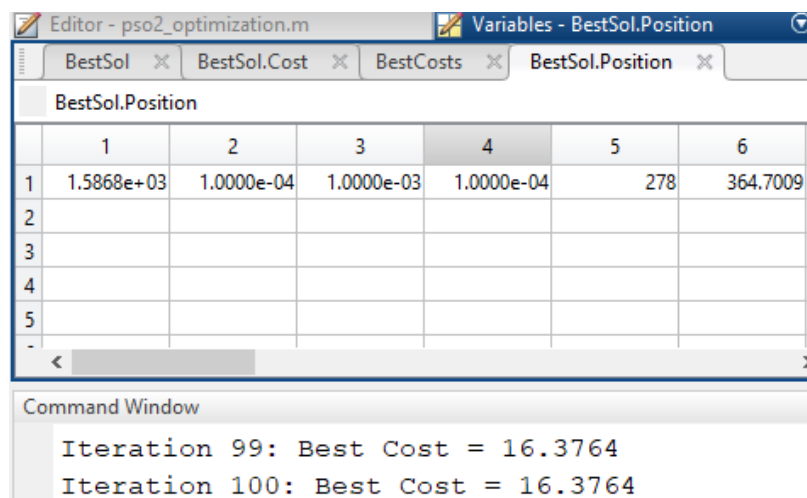 Editor - pso2_optimization.m Variables - BestSol.Position
BestSol BestSol.Cost BestCosts BestSol.Position
BestSol.Position
1 2 3 4 5 6
1 1.5868e+03 1.0000e-04 1.0000e-03 1.0000e-04 278 364.7009
2
3
4
5
Command Window
Iteration 99: Best Cost = 16.3764
Iteration 100: Best Cost = 16.3764